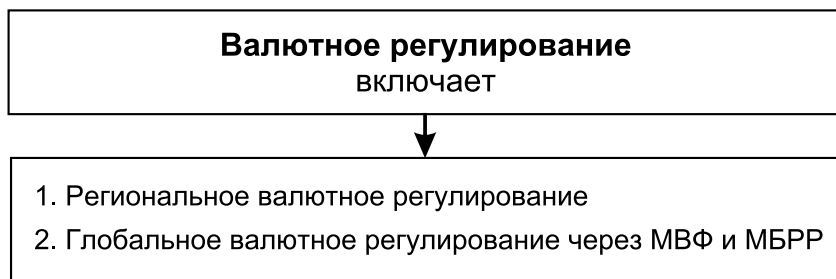 Валютное регулирование
включает
1. Региональное валютное регулирование
2. Глобальное валютное регулирование через МВФ и МБРР